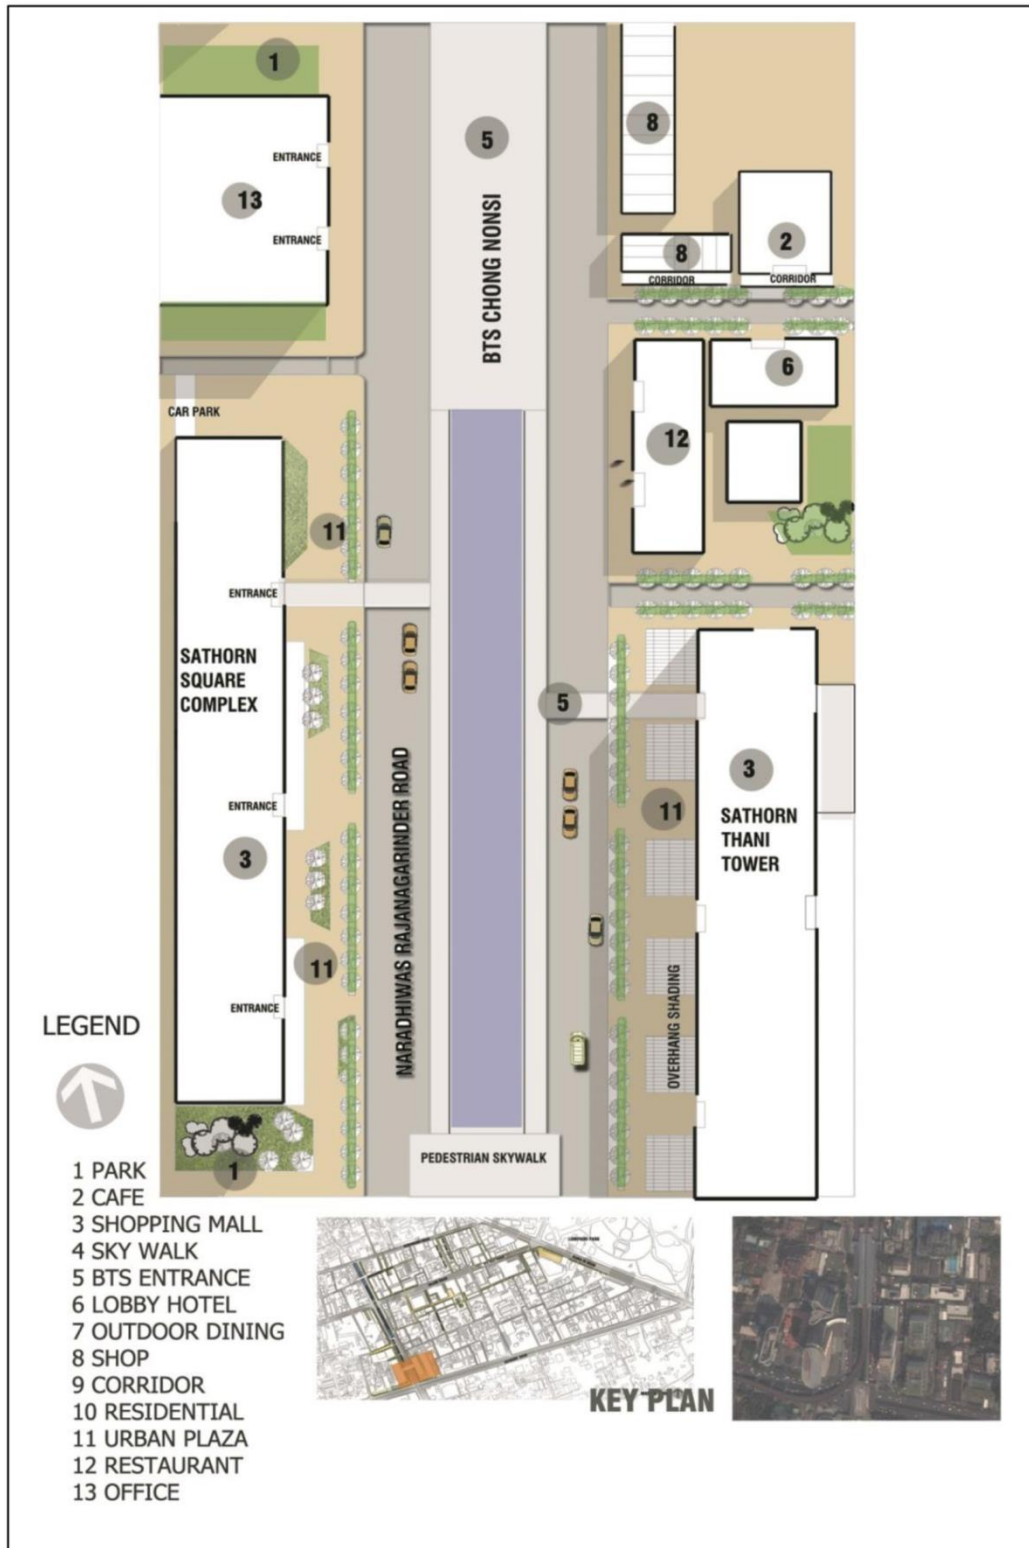 1
ENTRANCE
13
ENTRANCE
5
BTS CHONG NONSI
8
8
CORRIDOR
2
CORRIDOR
6
12
CAR PARK
11
ENTRANCE
SATHORN
SQUARE
COMPLEX
ENTRANCE
3
11
ENTRANCE
1
NARADHIWAS RAJANAGARINDER ROAD
5
11
3
SATHORN
THANI
TOWER
OVERHANG SHADING
PEDESTRIAN SKYWALK
LEGEND
1 PARK
2 CAFE
3 SHOPPING MALL
4 SKY WALK
5 BTS ENTRANCE
6 LOBBY HOTEL
7 OUTDOOR DINING
8 SHOP
9 CORRIDOR
10 RESIDENTIAL
11 URBAN PLAZA
12 RESTAURANT
13 OFFICE
KEY PLAN